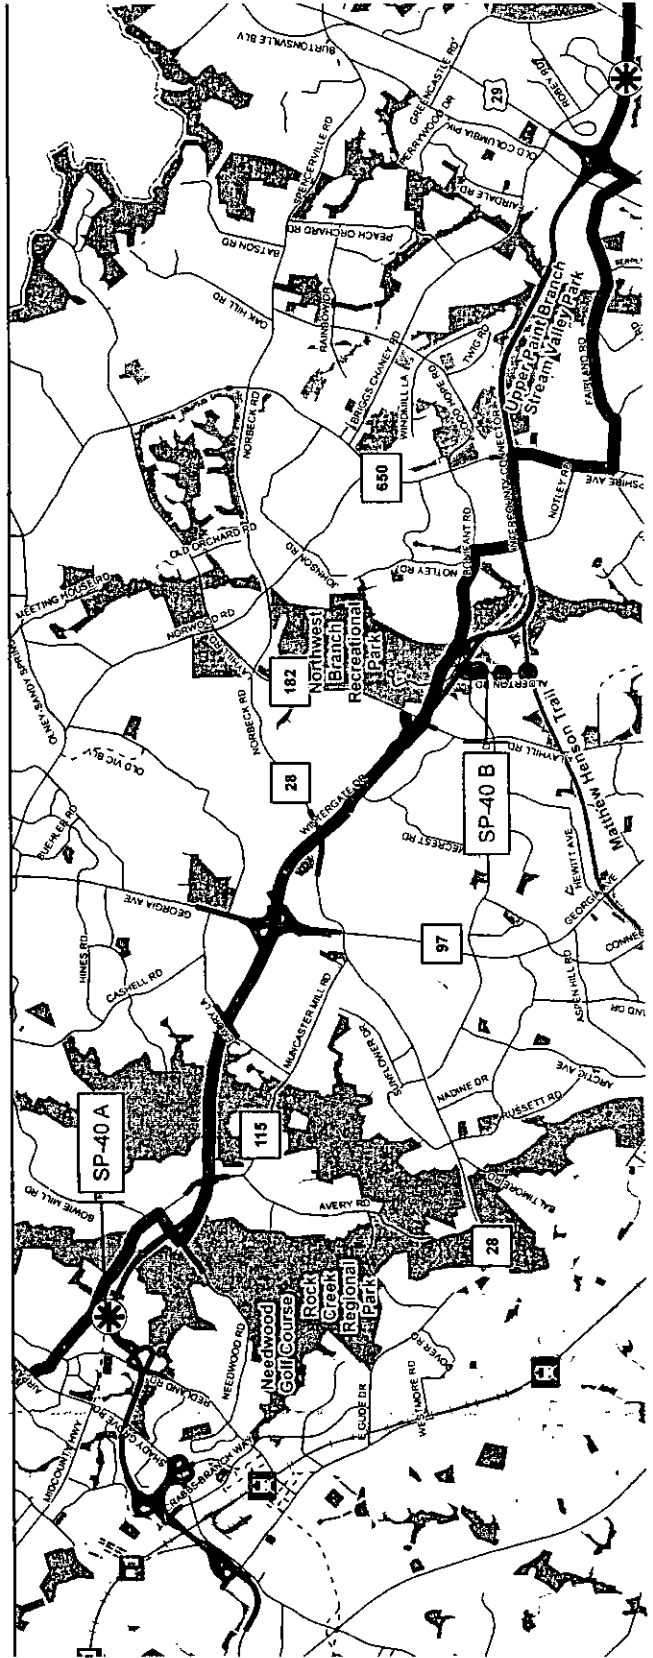 BURTONSVILLE BLV
SPENCERVILLE RD
GREENCASTLE RD
PERRYWOOD DR
29
ROBEY RD
OLD COLUMBIA PIK
FAIRDALE RD
PEACH ORCHARD RD
BATSON RD
OAK HILL RD
RAINBOW DR
BRIGGS CHANEY RD
WINDMILL LA
GOOD HOPE RD
TWIG RD
Upper Paint Branch
Stream Valley Park
FAIRLAND RD
INTERCOUNTY CONNECTOR
NORBECK RD
650
NOTLEY RD
PSHIRE AVE
BONIFANT RD
NOTLEY RD
OLD ORCHARD RD
JOHNSON RD
MEETING HOUSE RD
NORWOOD RD
LAYHILL RD
182
Northwest
Branch
Recreational
Park
OLNEY-SANDY SPRING
OLD VIC BLV
NORBECK RD
28
WINTERGATE DR
ALDERTON RD
LAYHILL RD
SP-40 B
Matthew Henson Trail
BUEHLER RD
GEORGIA AVE
HINES RD
CASHELL RD
97
HEWITT AVE
GEORGIA AVE
CONNE
ASPEN HILL RD
ARCTIC AVE
MUNCASTER MILL RD
SUNFLOWER DR
NADINE DR
RUSSETT RD
SP-40 A
115
BOWIE MILL RD
AVERY RD
BALTIMORE RD
28
Needwood
Golf Course
Rock
Creek
Regional
Park
NEEDWOOD RD
REDLAND RD
DOVER RD
WESTMORE RD
E GUDE DR
SHADY GROVE RD
MIDCOUNTY HWY
CRABBS BRANCH WAY